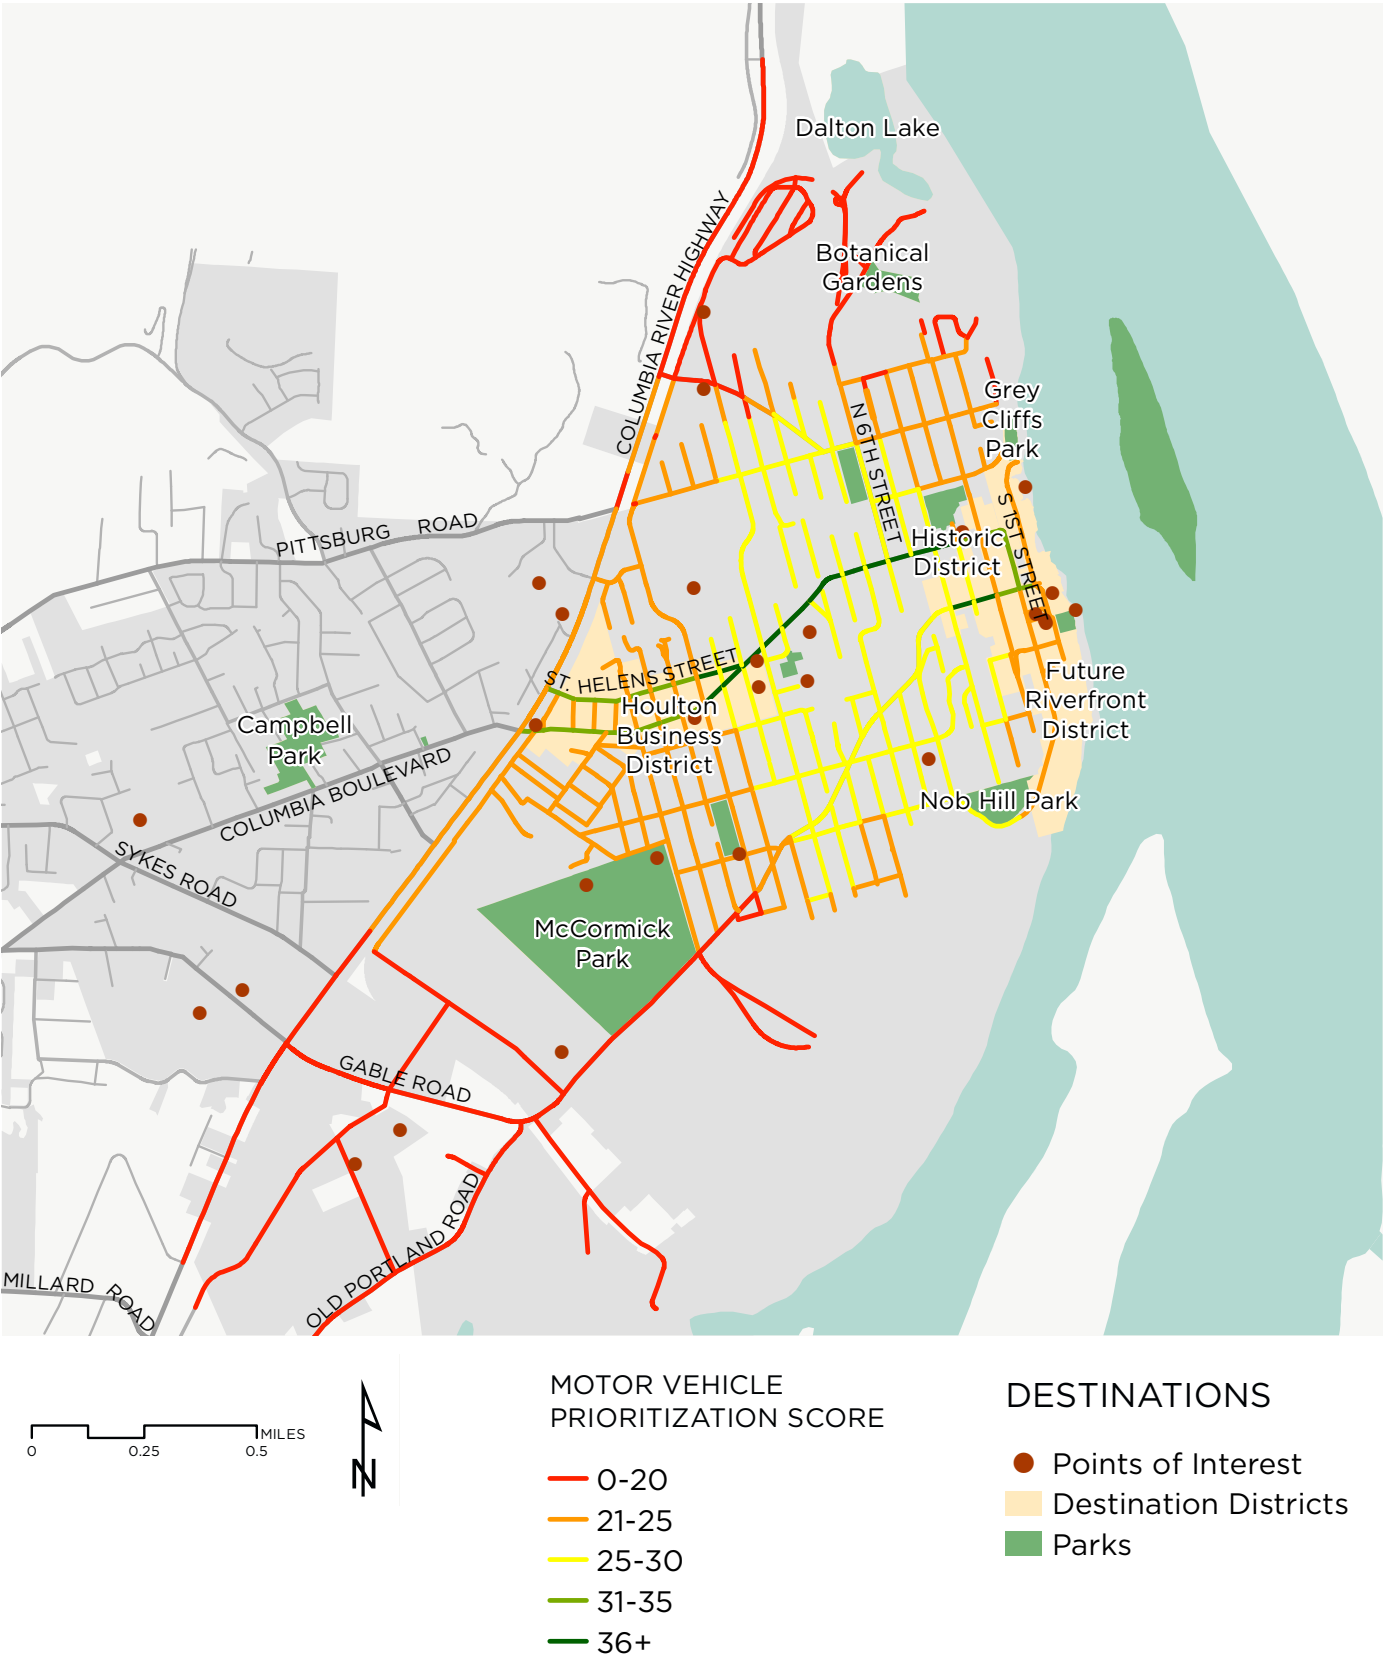 Dalton Lake
COLUMBIA RIVER HIGHWAY
Botanical
Gardens
Grey
Cliffs
Park
N 6TH STREET
S 1ST STREET
PITTSBURG ROAD
Historic
District
ST. HELENS STREET
Future
Riverfront
District
Houlton
Business
District
Campbell
Park
COLUMBIA BOULEVARD
Nob Hill Park
SYKES ROAD
McCormick
Park
GABLE ROAD
OLD PORTLAND ROAD
MILLARD ROAD
0
0.25
0.5
MILES
N
MOTOR VEHICLE
PRIORITIZATION SCORE
0-20
21-25
25-30
31-35
36+
DESTINATIONS
Points of Interest
Destination Districts
Parks